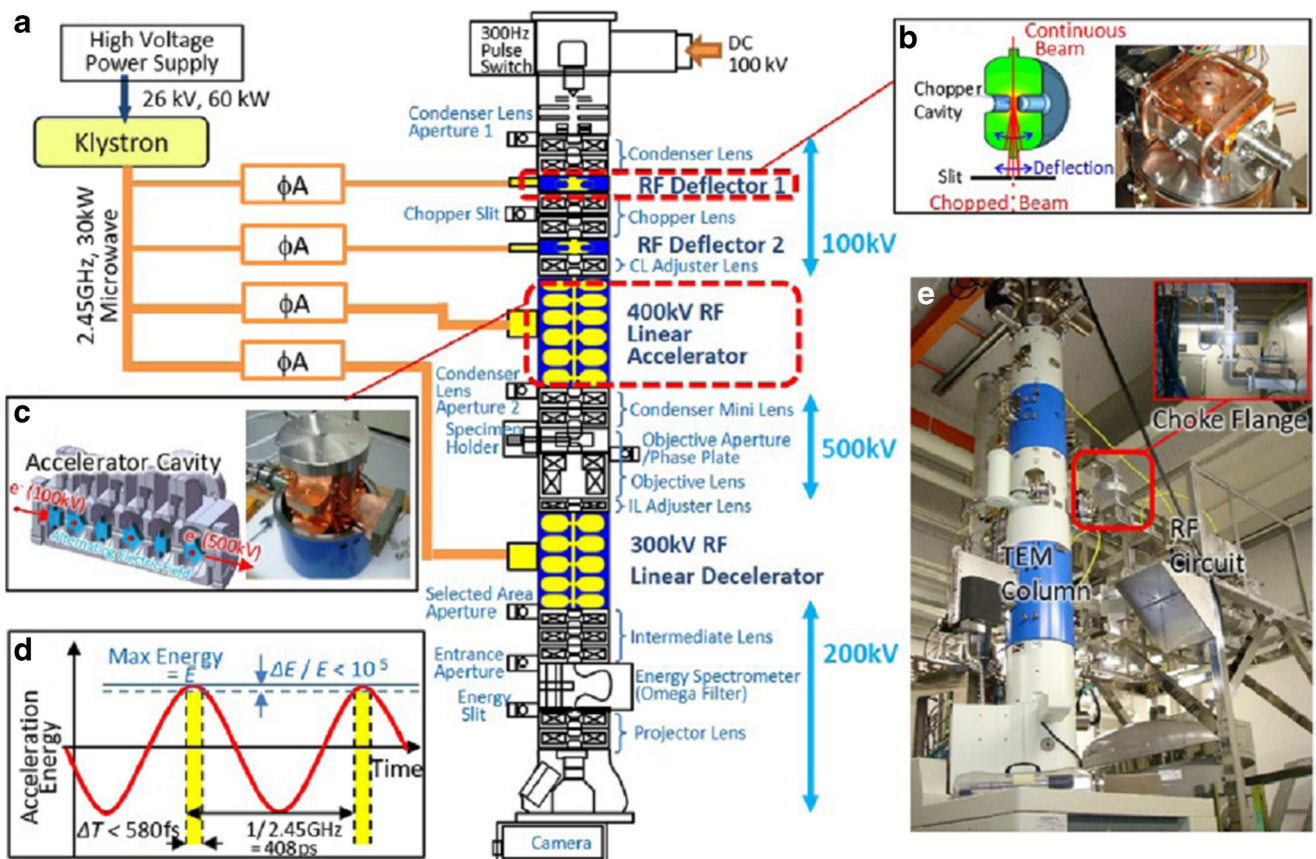 a
High Voltage
Power Supply
26 kV, 60 kW
Klystron
2.45GHz, 30kW
Microwave
ϕA
ϕA
ϕA
ϕA
300Hz
Pulse
Switch
DC
100 kV
Condenser Lens
Aperture 1
Condenser Lens
RF Deflector 1
Chopper Slit
Chopper Lens
RF Deflector 2
CL Adjuster Lens
100kV
400kV RF
Linear
Accelerator
Condenser
Lens
Aperture 2
Condenser Mini Lens
Specimen
Holder
Objective Aperture
/Phase Plate
Objective Lens
IL Adjuster Lens
500kV
300kV RF
Linear Decelerator
Selected Area
Aperture
Intermediate Lens
Entrance
Aperture
Energy Spectrometer
(Omega Filter)
Energy
Slit
Projector Lens
200kV
Camera
b
Continuous
Beam
Chopper
Cavity
Deflection
Slit
Chopped Beam
c
Accelerator Cavity
e⁻ (100kV)
e⁻ (500kV)
Alternating Electric Field
d
Max Energy
= E
ΔE / E < 10⁵
Acceleration
Energy
Time
ΔT < 580fs
1/2.45GHz
=408ps
e
Choke Flange
RF
Circuit
TEM
Column